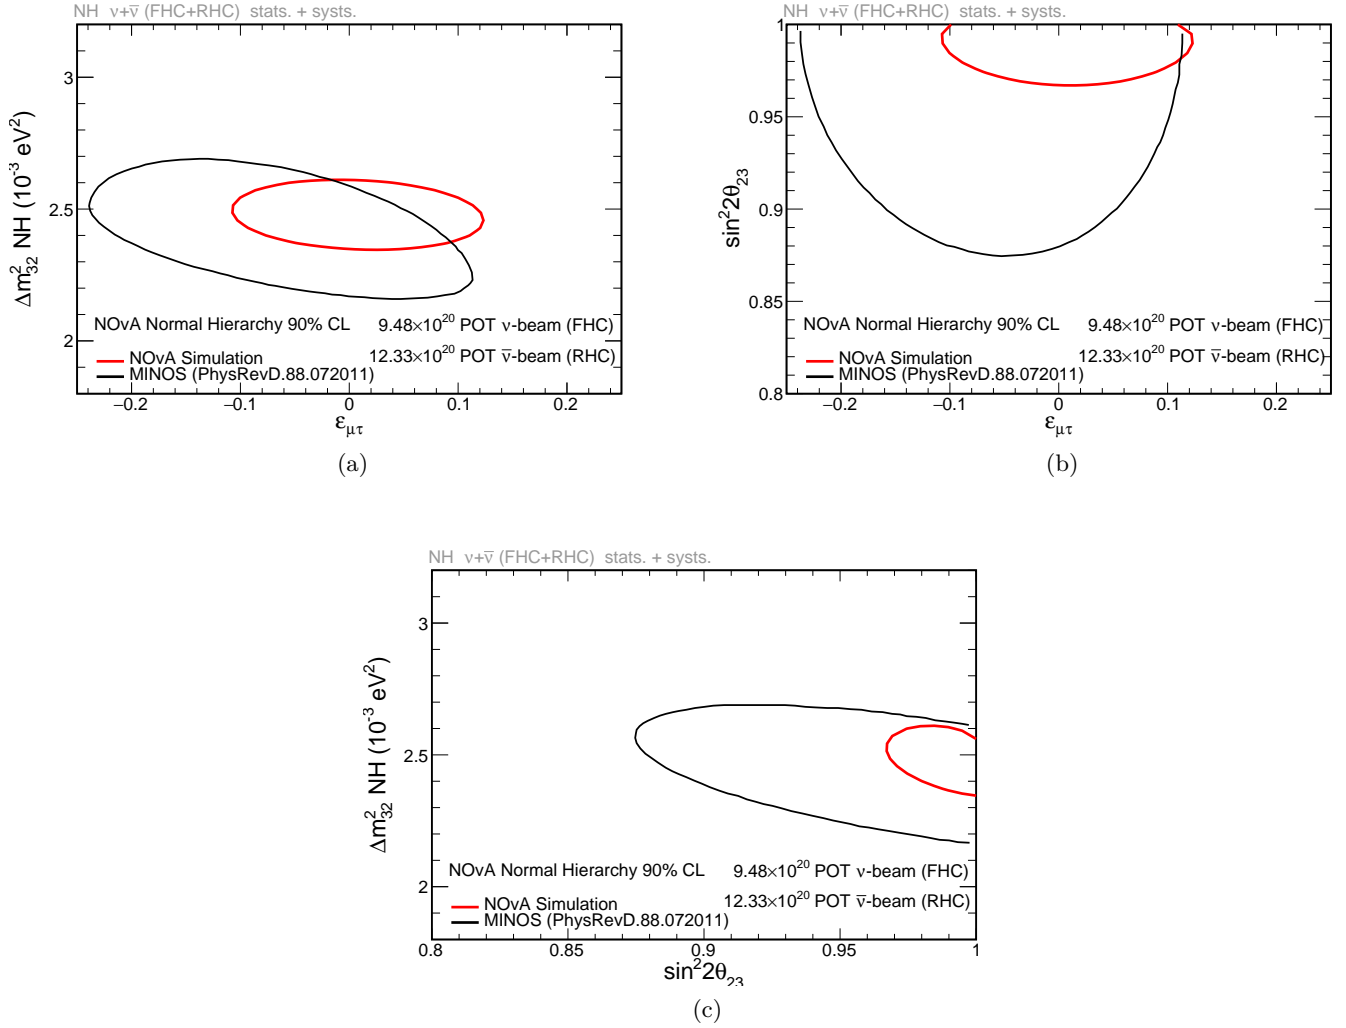 NH ν+ν̅ (FHC+RHC) stats. + systs.
Δm²₃₂ NH (10⁻³ eV²)
3
2.5
2
NOvA Normal Hierarchy 90% CL
9.48×10²⁰ POT ν-beam (FHC)
12.33×10²⁰ POT ν̅-beam (RHC)
NOvA Simulation
MINOS (PhysRevD.88.072011)
−0.2 −0.1 0 0.1 0.2
ε_μτ
(a)
NH ν+ν̅ (FHC+RHC) stats. + systs.
sin²2θ₂₃
1
0.95
0.9
0.85
0.8
NOvA Normal Hierarchy 90% CL
9.48×10²⁰ POT ν-beam (FHC)
12.33×10²⁰ POT ν̅-beam (RHC)
NOvA Simulation
MINOS (PhysRevD.88.072011)
−0.2 −0.1 0 0.1 0.2
ε_μτ
(b)
NH ν+ν̅ (FHC+RHC) stats. + systs.
Δm²₃₂ NH (10⁻³ eV²)
3
2.5
2
NOvA Normal Hierarchy 90% CL
9.48×10²⁰ POT ν-beam (FHC)
12.33×10²⁰ POT ν̅-beam (RHC)
NOvA Simulation
MINOS (PhysRevD.88.072011)
0.8 0.85 0.9 0.95 1
sin²2θ₂₃
(c)